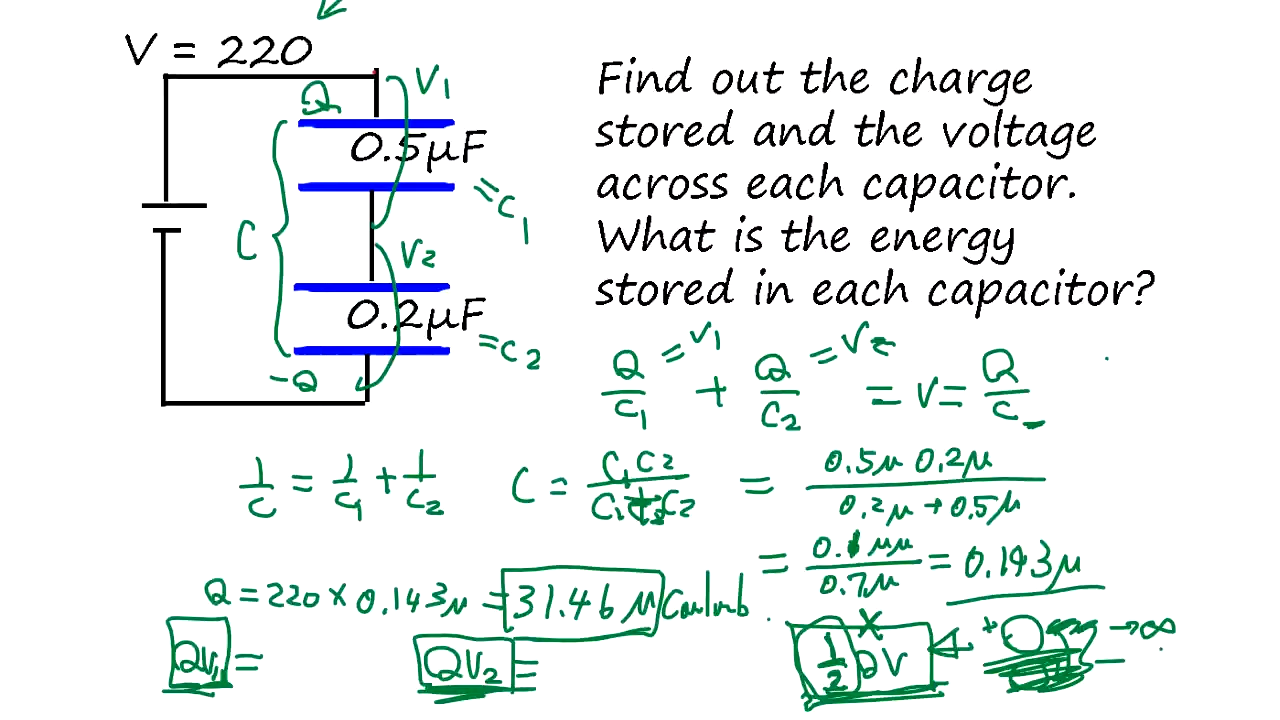 V = 220
Q
V1
0.5μF
= C1
C
V2
0.2μF
= C2
-Q
Find out the charge
stored and the voltage
across each capacitor.
What is the energy
stored in each capacitor?
Q/C1 = V1 + Q/C2 = V2 = V = Q/C
1/C = 1/C1 + 1/C2
C = C1C2/C1+C2 = 0.5μ 0.2μ/0.2μ + 0.5μ
= 0.1μμ/0.7μ = 0.143μ
Q = 220 × 0.143μ = 31.46 μ Coulomb
QV1 =
QV2 =
1/2 QV
→∞